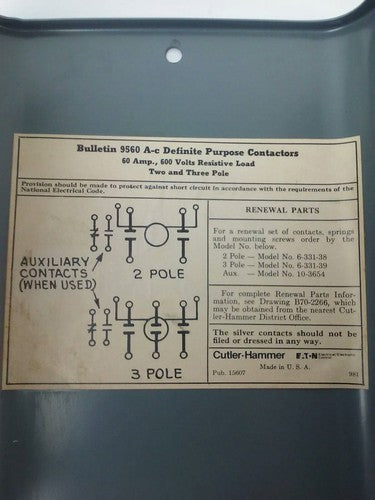 Bulletin 9560 A-c Definite Purpose Contactors
60 Amp., 600 Volts Resistive Load
Two and Three Pole
Provision should be made to protect against short circuit in accordance with the requirements of the
National Electrical Code.
AUXILIARY
CONTACTS
(WHEN USED)
2 POLE
3 POLE
RENEWAL PARTS
For a renewal set of contacts, springs
and mounting screws order by the
Model No. below.
2 Pole — Model No. 6-331-38
3 Pole — Model No. 6-331-39
Aux. — Model No. 10-3654
For complete Renewal Parts Infor-
mation, see Drawing B70-2266, which
may be obtained from the nearest Cut-
ler-Hammer District Office.
The silver contacts should not be
filed or dressed in any way.
Cutler-Hammer E·T·N Electrical/Electronic
Control
Made in U. S. A.
Pub. 15607 981